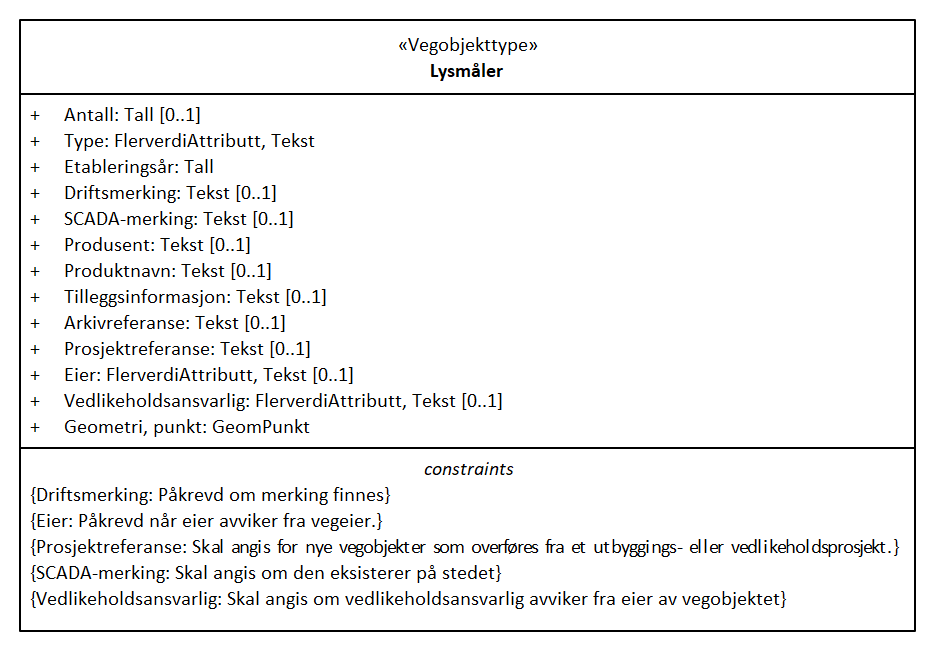 «Vegobjekttype»
Lysmåler
+ Antall: Tall [0..1]
+ Type: FlerverdiAttributt, Tekst
+ Etableringsår: Tall
+ Driftsmerking: Tekst [0..1]
+ SCADA-merking: Tekst [0..1]
+ Produsent: Tekst [0..1]
+ Produktnavn: Tekst [0..1]
+ Tilleggsinformasjon: Tekst [0..1]
+ Arkivreferanse: Tekst [0..1]
+ Prosjektreferanse: Tekst [0..1]
+ Eier: FlerverdiAttributt, Tekst [0..1]
+ Vedlikeholdsansvarlig: FlerverdiAttributt, Tekst [0..1]
+ Geometri, punkt: GeomPunkt
constraints
{Driftsmerking: Påkrevd om merking finnes}
{Eier: Påkrevd når eier avviker fra vegeier.}
{Prosjektreferanse: Skal angis for nye vegobjekter som overføres fra et utbyggings- eller vedlikeholdsprosjekt.}
{SCADA-merking: Skal angis om den eksisterer på stedet}
{Vedlikeholdsansvarlig: Skal angis om vedlikeholdsansvarlig avviker fra eier av vegobjektet}